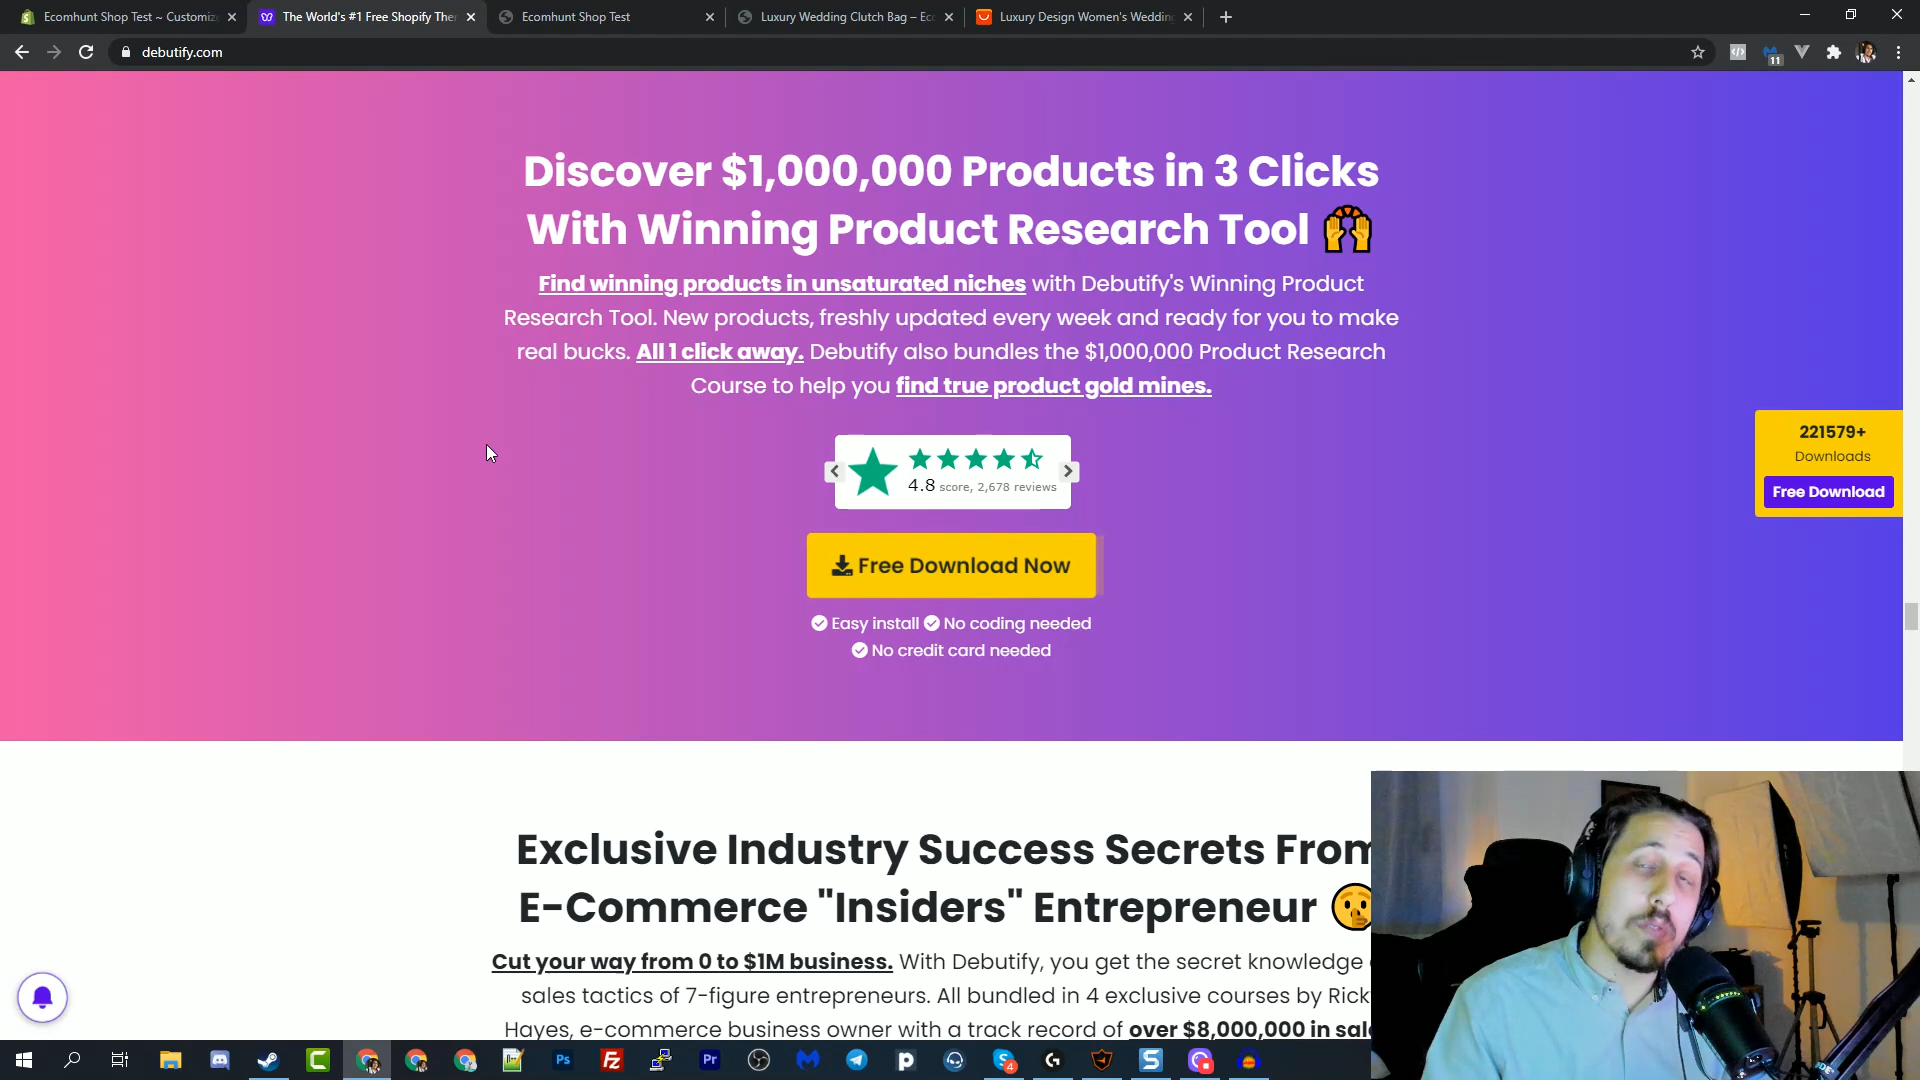 Ecomhunt Shop Test ~ Customize
The World's #1 Free Shopify Ther
Ecomhunt Shop Test
Luxury Wedding Clutch Bag – Ec
Luxury Design Women's Wedding
debutify.com
11
Discover $1,000,000 Products in 3 Clicks
With Winning Product Research Tool
Find winning products in unsaturated niches with Debutify's Winning Product
Research Tool. New products, freshly updated every week and ready for you to make
real bucks. All 1 click away. Debutify also bundles the $1,000,000 Product Research
Course to help you find true product gold mines.
4.8 score, 2,678 reviews
221579+
Downloads
Free Download
Free Download Now
Easy install No coding needed
No credit card needed
Exclusive Industry Success Secrets From
E-Commerce "Insiders" Entrepreneur
Cut your way from 0 to $1M business. With Debutify, you get the secret knowledge
sales tactics of 7-figure entrepreneurs. All bundled in 4 exclusive courses by Rick
Hayes, e-commerce business owner with a track record of over $8,000,000 in sal
Ps
Fz
Pr
4